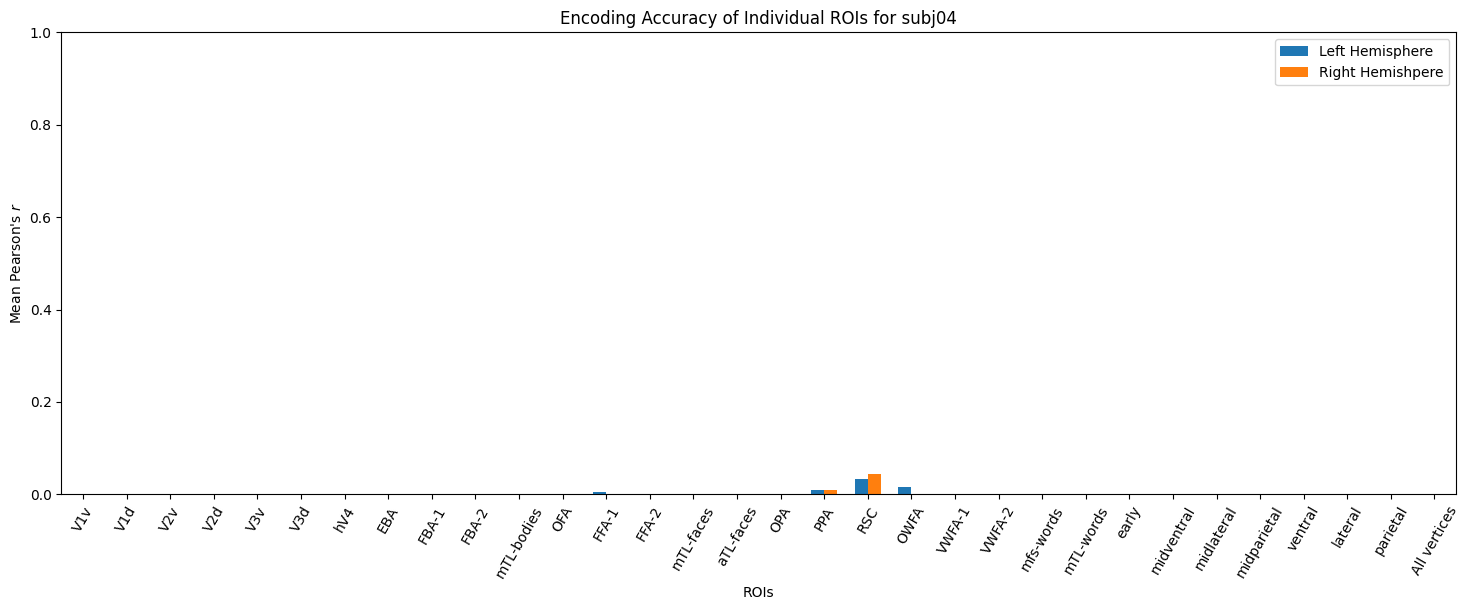 Encoding Accuracy of Individual ROIs for subj04
Left Hemisphere
Right Hemishpere
Mean Pearson's r
1.0
0.8
0.6
0.4
0.2
0.0
V1v
V1d
V2v
V2d
V3v
V3d
hV4
EBA
FBA-1
FBA-2
mTL-bodies
OFA
FFA-1
FFA-2
mTL-faces
aTL-faces
OPA
PPA
RSC
OWFA
VWFA-1
VWFA-2
mfs-words
mTL-words
early
midventral
midlateral
midparietal
ventral
lateral
parietal
All vertices
ROIs